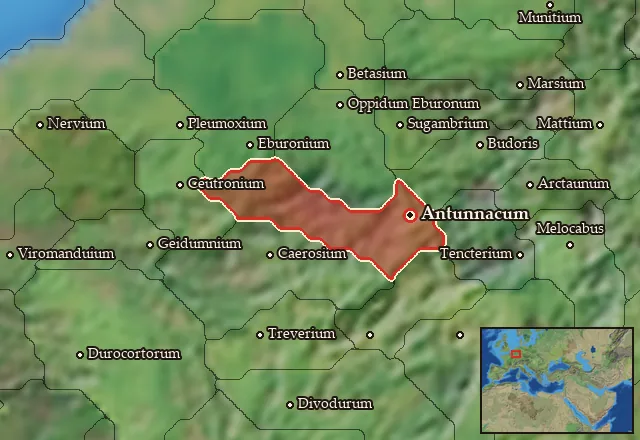 Munitium
Betasium
Marsium
Oppidum Eburonum
Nervium
Pleumoxium
Sugambrium
Mattium
Eburonium
Budoris
Ceutronium
Arctaunum
Antunnacum
Melocabus
Geidumnium
Viromanduium
Caerosium
Tencterium
Treverium
Durocortorum
Divodurum